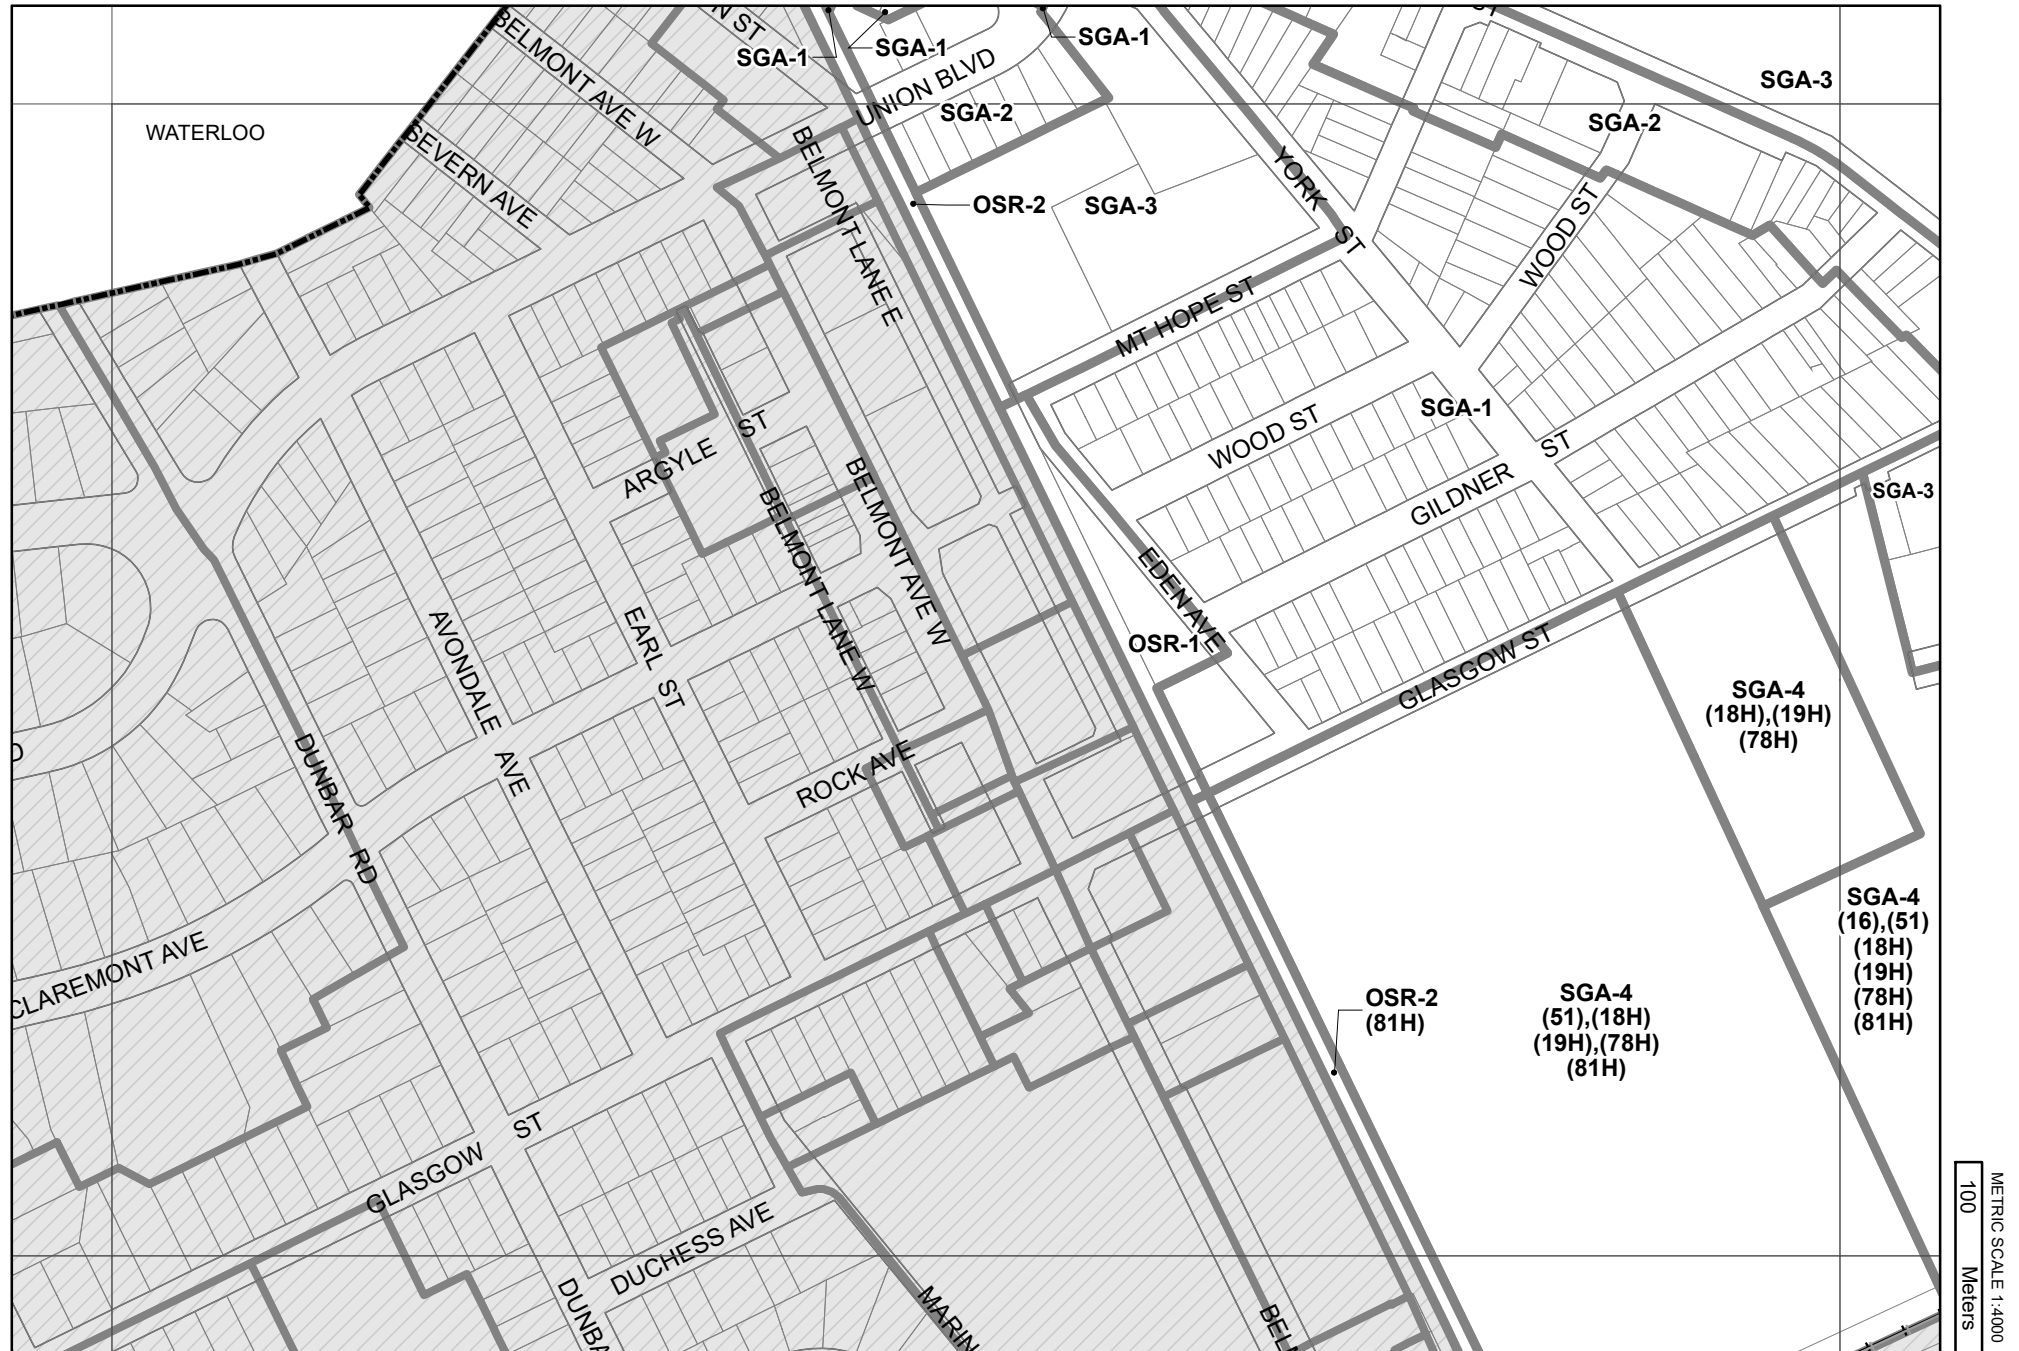 BELMONT AVE W
N ST
SGA-1
SGA-1
SGA-1
UNION BLVD
ST
SGA-3
WATERLOO
SEVERN AVE
SGA-2
SGA-2
BELMONT LANE E
YORK
ST
OSR-2
SGA-3
WOOD ST
MT HOPE ST
ARGYLE ST
SGA-1
WOOD ST
GILDNER ST
SGA-3
BELMONT AVE W
BELMONT LANE W
EDEN AVE
OSR-1
GLASGOW ST
AVONDALE AVE
EARL ST
SGA-4
(18H),(19H)
(78H)
DUNBAR RD
ROCK AVE
CLAREMONT AVE
SGA-4
(16),(51)
(18H)
(19H)
(78H)
(81H)
OSR-2
(81H)
SGA-4
(51),(18H)
(19H),(78H)
(81H)
GLASGOW ST
DUCHESS AVE
DUNBA
MARIN
BEL
METRIC SCALE 1:4000
100 Meters